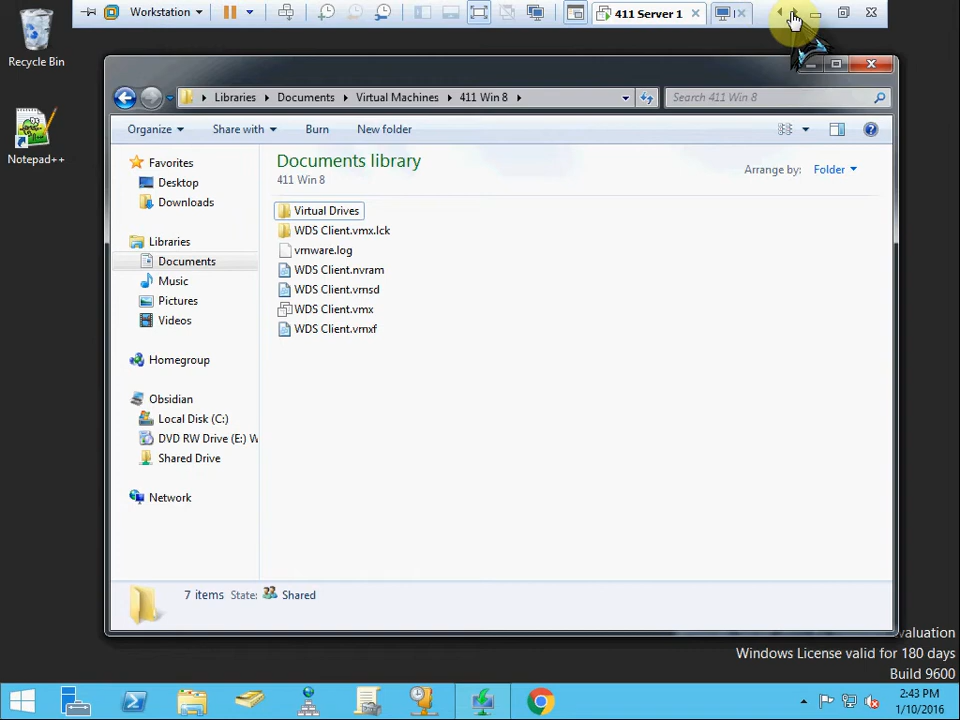 Workstation
411 Server 1
Recycle Bin
Notepad++
Libraries
Documents
Virtual Machines
411 Win 8
Search 411 Win 8
Organize
Share with
Burn
New folder
Favorites
Desktop
Downloads
Libraries
Documents
Music
Pictures
Videos
Homegroup
Obsidian
Local Disk (C:)
DVD RW Drive (E:) W
Shared Drive
Network
Documents library
411 Win 8
Arrange by:
Folder
Virtual Drives
WDS Client.vmx.lck
vmware.log
WDS Client.nvram
WDS Client.vmsd
WDS Client.vmx
WDS Client.vmxf
7 items
State:
Shared
valuation
Windows License valid for 180 days
Build 9600
2:43 PM
1/10/2016